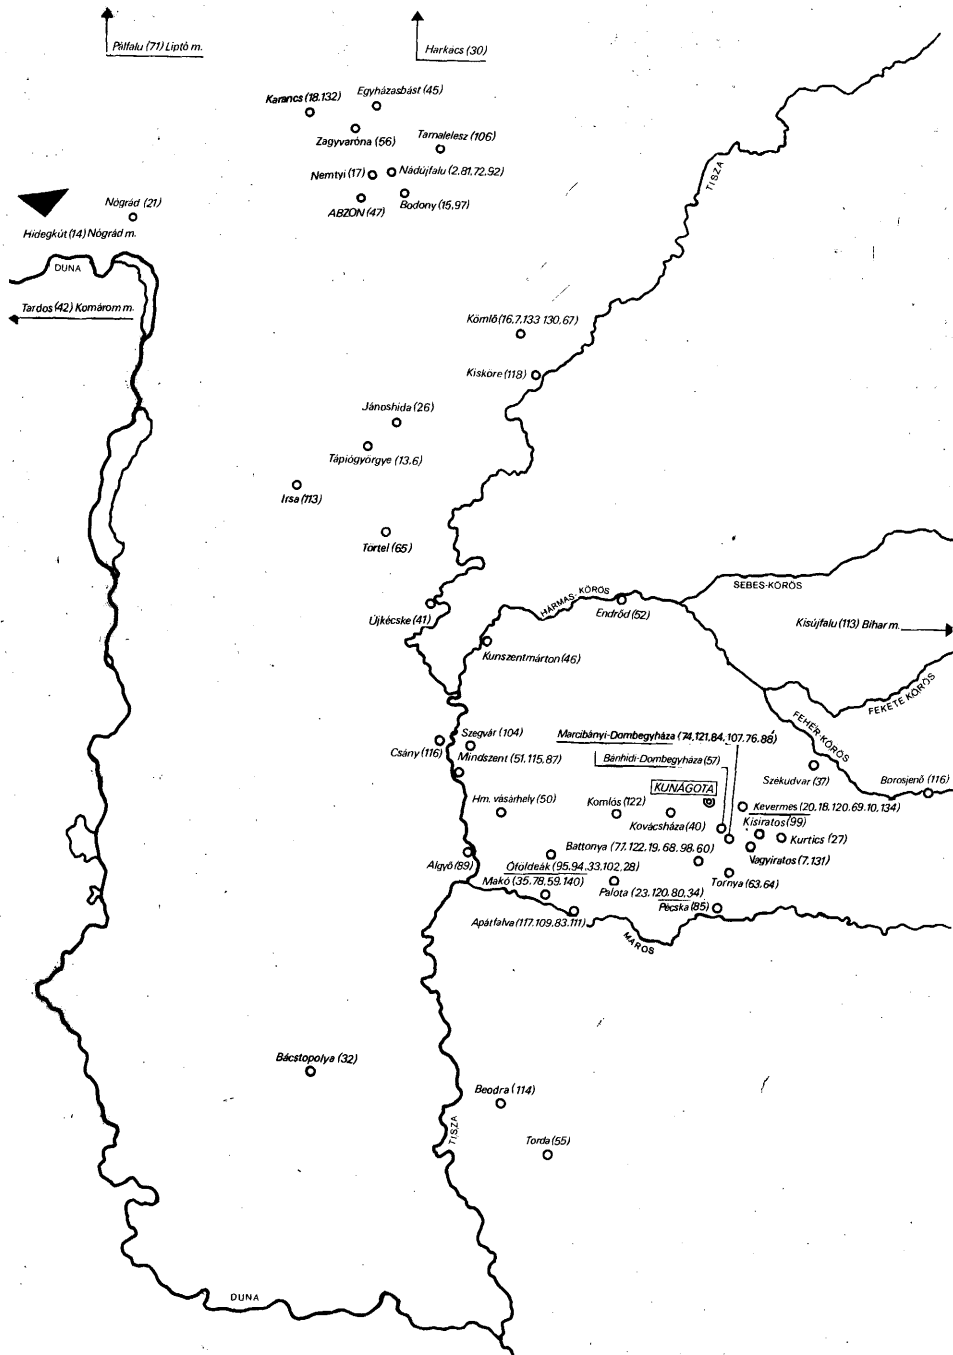 Pálfalu (71) Liptó m.
Harkács (30)
Egyházasbást (45)
Karancs (18.132)
Zagyvaróna (56)
Tarnalelesz (106)
Nemtyi (17)
Nádújfalu (2.81.72.92)
ABZON (47)
Bodony (15.97)
TISZA
Nógrád (21)
Hidegkút (14) Nógrád m.
DUNA
Tardos (42) Komárom m.
Kömlő (16.7.133 130.67)
Kisköre (118)
Jánoshida (26)
Tápiógyörgye (13.6)
Irsa (113)
Törtel (65)
SEBES-KÖRÖS
HÁRMAS-KÖRÖS
Újkécske (41)
Endrőd (52)
Kisújfalu (113) Bihar m.
Kunszentmárton (46)
FEKETE KÖRÖS
FEHÉR-KÖRÖS
Szegvár (104)
Marcibányi-Dombegyháza (74,121,84,107.76.88)
Csány (116)
Mindszent (51.115.87)
Bánhidi-Dombegyháza (57)
Székudvar (37)
Borosjenő (116)
KUNÁGOTA
Hm. vásárhely (50)
Komlós (122)
Kevermes (20.18.120.69.10.134)
Kovácsháza (40)
Kisiratos (99)
Kurtics (27)
Battonya (77.122.19.68.98.60)
Vagyiratos (7.131)
Algyő (89)
Óföldeák (95.94.33.102.28)
Makó (35.78.59.140)
Palota (23.120.80.34)
Tornya (63,64)
Pécska (85)
Apátfalva (117.109.83.111)
MAROS
Bácstopolya (32)
Beodra (114)
TISZA
Torda (55)
DUNA